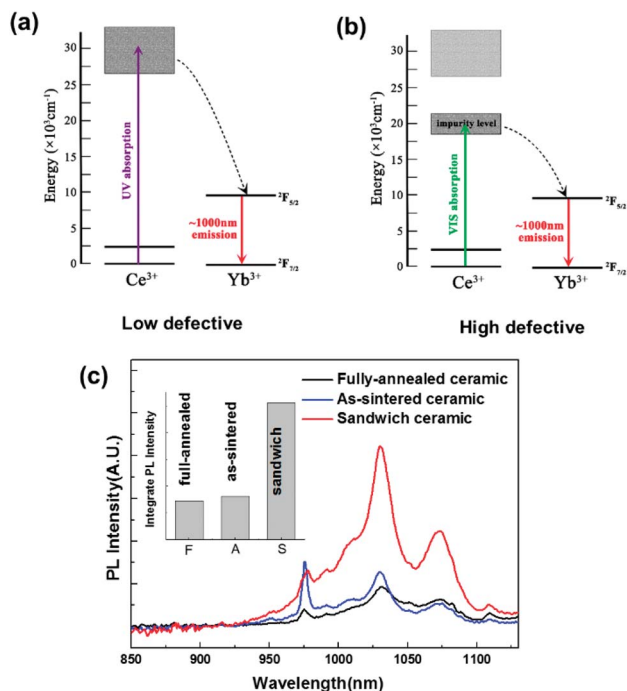 (a)
Energy (×10³cm⁻¹)
30
25
20
15
10
5
0
UV absorption
~1000nm
emission
²F₅/₂
²F₇/₂
Ce³⁺
Yb³⁺
Low defective
(b)
Energy (×10³cm⁻¹)
30
25
20
15
10
5
0
impurity level
VIS absorption
~1000nm
emission
²F₅/₂
²F₇/₂
Ce³⁺
Yb³⁺
High defective
(c)
PL Intensity(A.U.)
Integrate PL Intensity
full-annealed
as-sintered
sandwich
F A S
Fully-annealed ceramic
As-sintered ceramic
Sandwich ceramic
850 900 950 1000 1050 1100
Wavelength(nm)